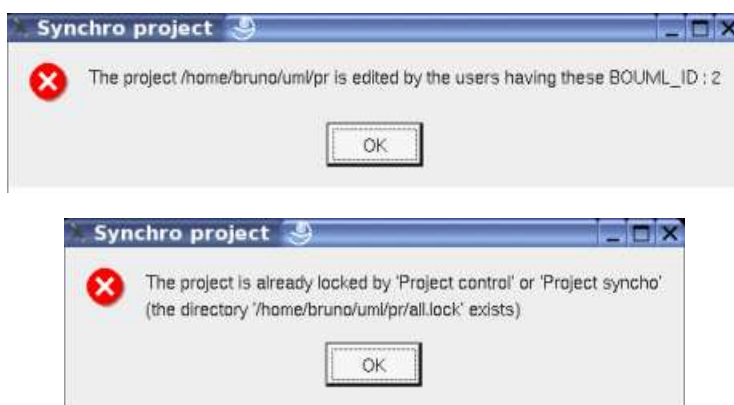 Synchro project
The project /home/bruno/uml/pr is edited by the users having these BOUML_ID : 2
OK
Synchro project
The project is already locked by 'Project control' or 'Project syncho'
(the directory '/home/bruno/uml/pr/all.lock' exists)
OK